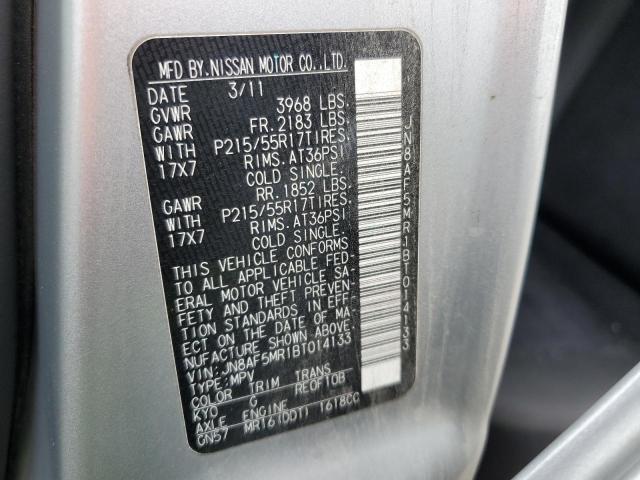 MFD BY. NISSAN MOTOR CO., LTD.
DATE 3/11
GVWR 3968 LBS.
GAWR FR. 2183 LBS.
WITH P215/55R17TIRES.
17X7 RIMS. AT36PSI
COLD SINGLE.
GAWR RR. 1852 LBS.
WITH P215/55R17TIRES.
17X7 RIMS. AT36PSI
COLD SINGLE.
THIS VEHICLE CONFORMS
TO ALL APPLICABLE FED-
ERAL MOTOR VEHICLE SA-
FETY AND THEFT PREVEN-
TION STANDARDS IN EFF-
ECT ON THE DATE OF MA-
NUFACTURE SHOWN ABOVE.
VIN: JN8AF5MR1BT014133
TYPE: MPV
COLOR TRIM TRANS
KY0 G RE0F10B
AXLE ENGINE
GN57 MR16(DDT) 1618CC
JN8AF5MR1BT014133